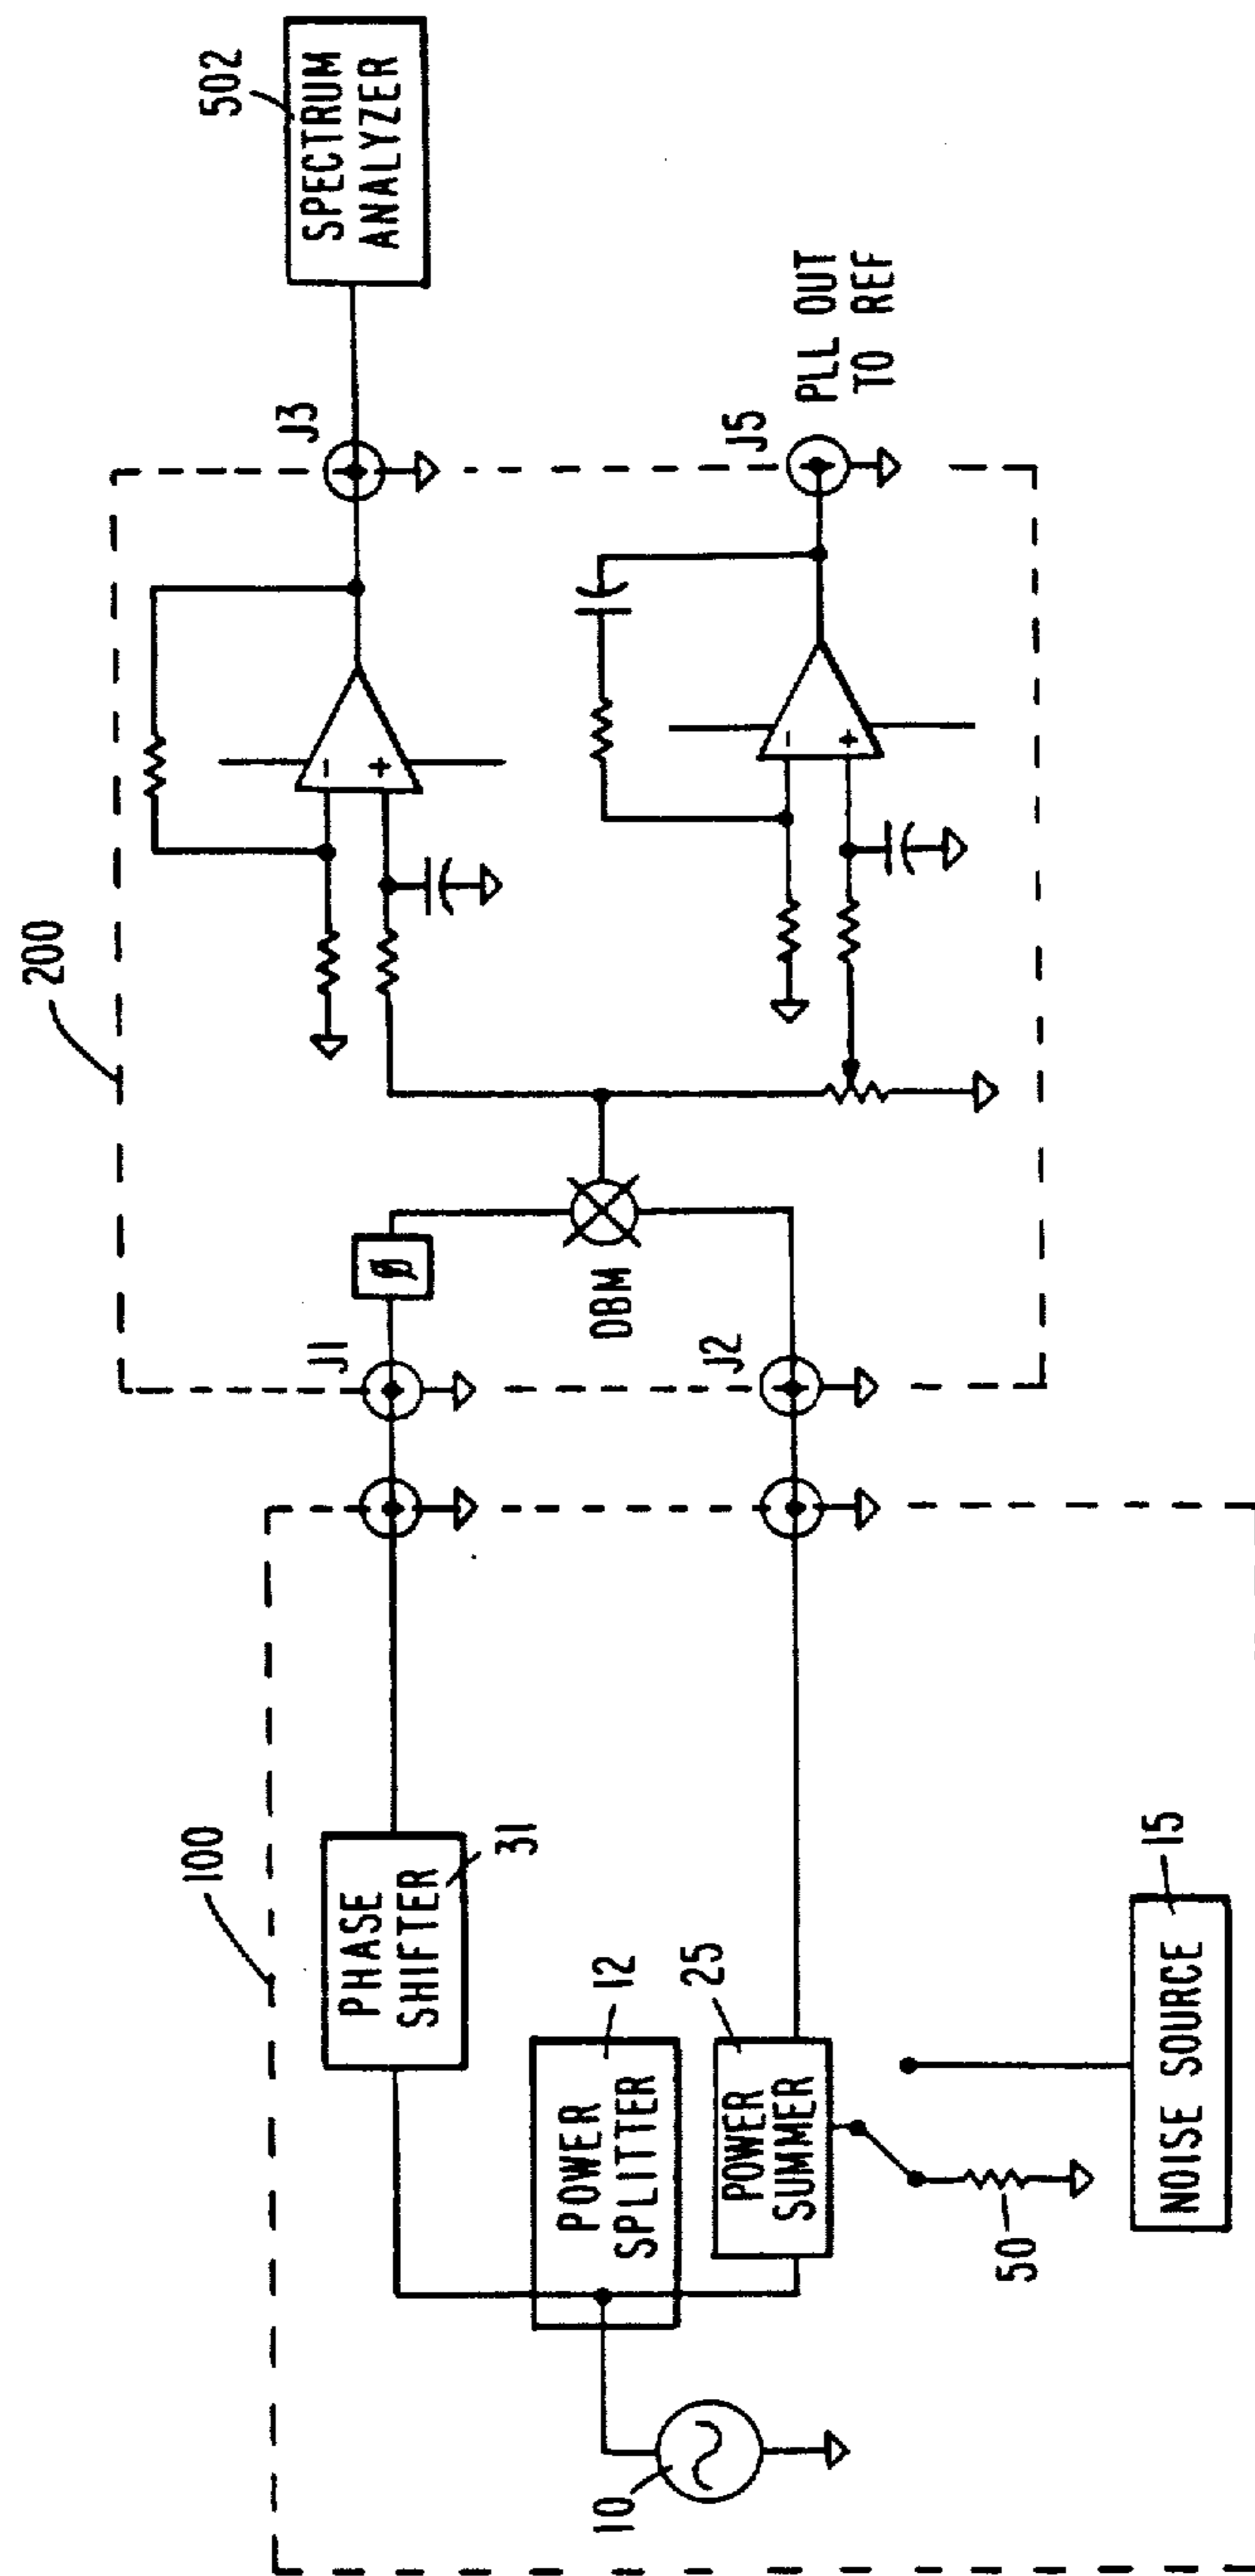 200
502
SPECTRUM
ANALYZER
J3
J1
Ø
DBM
-
+
J2
-
+
J5
PLL OUT
TO REF
100
PHASE
SHIFTER
31
POWER
SPLITTER
12
10
POWER
SUMMER
25
50
NOISE SOURCE
15